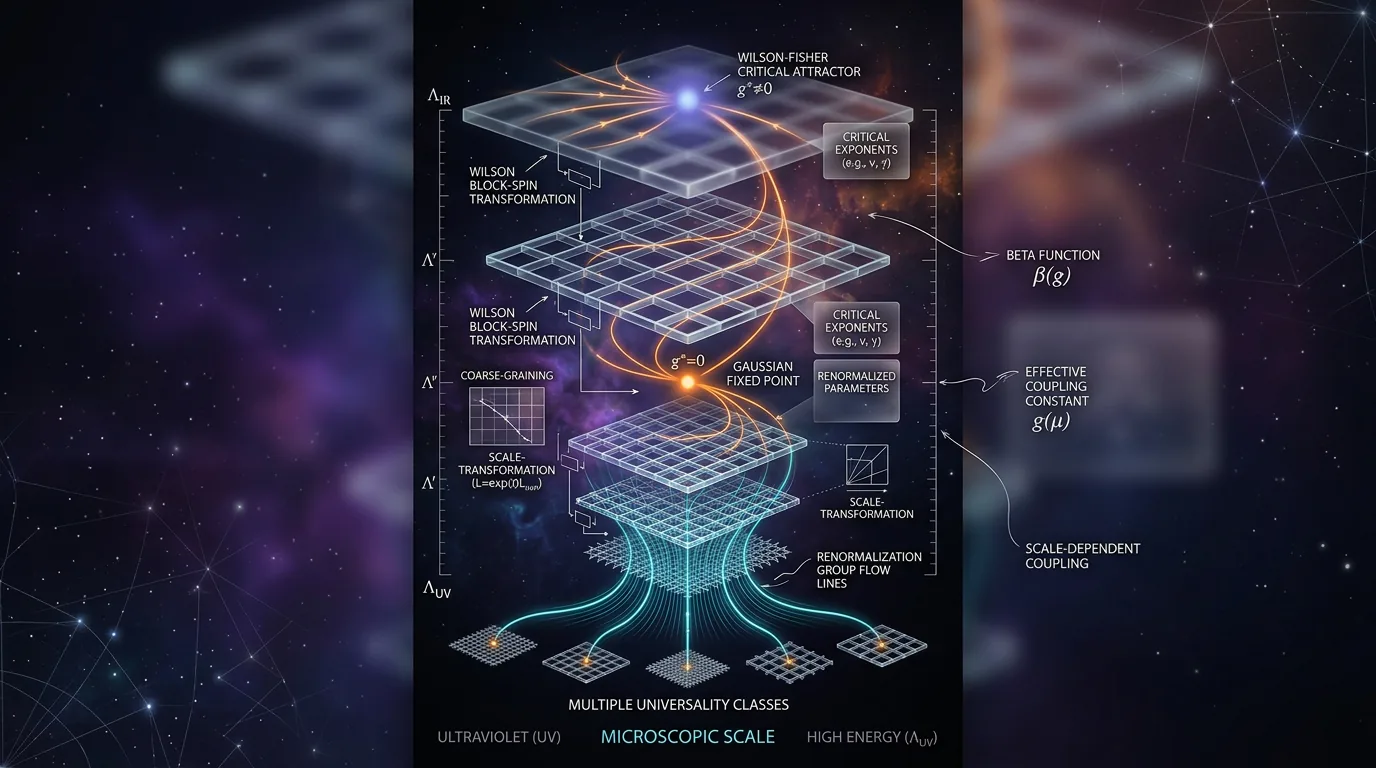 WILSON-FISHER
CRITICAL ATTRACTOR
g*≠0
Λ_IR
CRITICAL
EXPONENTS
(e.g., ν,
WILSON
BLOCK-SPIN
TRANSFORMATION
BETA FUNCTION
β(g)
WILSON
BLOCK-SPIN
TRANSFORMATION
CRITICAL
EXPONENTS
(e.g., ν, γ)
g*=0
GAUSSIAN
FIXED POINT
COARSE-GRAINING
RENORMALIZED
PARAMETERS
EFFECTIVE
COUPLING
CONSTANT
g(μ)
SCALE-
TRANSFORMATION
Λ'
SCALE-
TRANSFORMATION
SCALE-DEPENDENT
COUPLING
RENORMALIZATION
GROUP FLOW
LINES
Λ_UV
MULTIPLE UNIVERSALITY CLASSES
ULTRAVIOLET (UV)
MICROSCOPIC SCALE
HIGH ENERGY (Λ_UV)